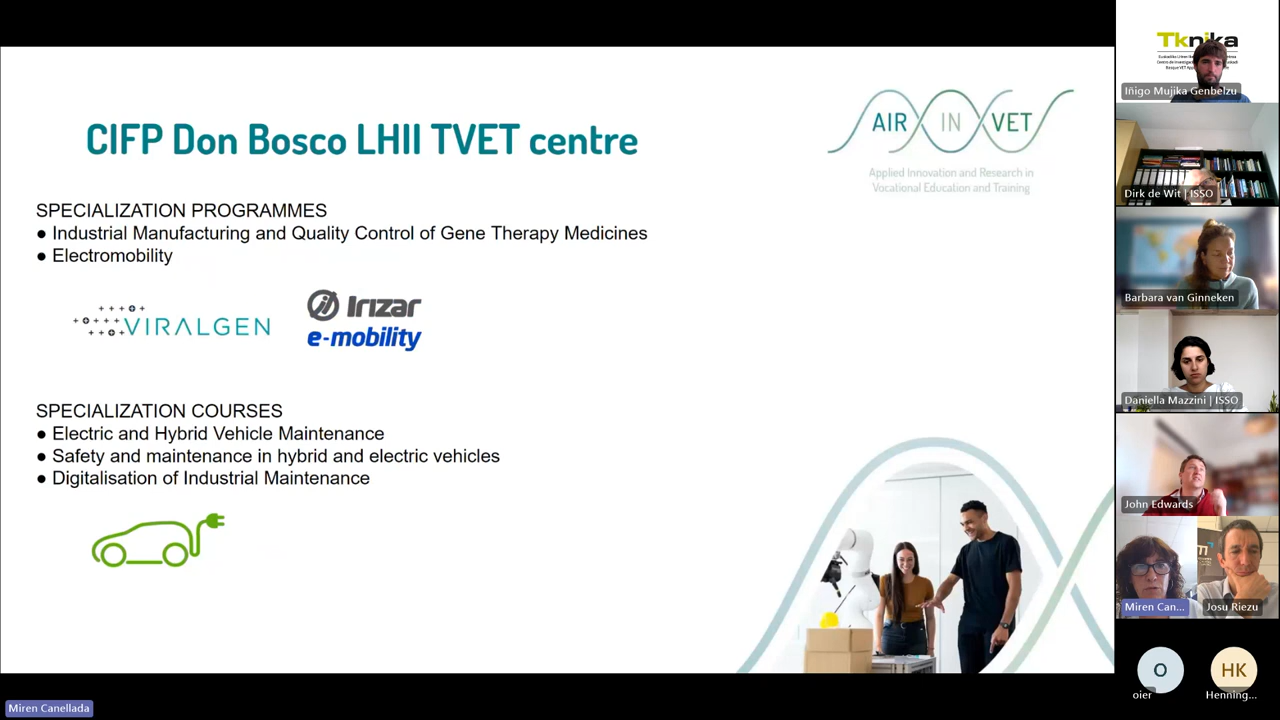 CIFP Don Bosco LHII TVET centre
AIR IN VET
Applied Innovation and Research in
Vocational Education and Training
SPECIALIZATION PROGRAMMES
● Industrial Manufacturing and Quality Control of Gene Therapy Medicines
● Electromobility
VIRALGEN
Irizar
e-mobility
SPECIALIZATION COURSES
● Electric and Hybrid Vehicle Maintenance
● Safety and maintenance in hybrid and electric vehicles
● Digitalisation of Industrial Maintenance
Tknika
Iñigo Mujika Genbelzu
Dirk de Wit | ISSO
Barbara van Ginneken
Daniella Mazzini | ISSO
John Edwards
Miren Can...
Josu Riezu
O
oier
HK
Henning...
Miren Canellada